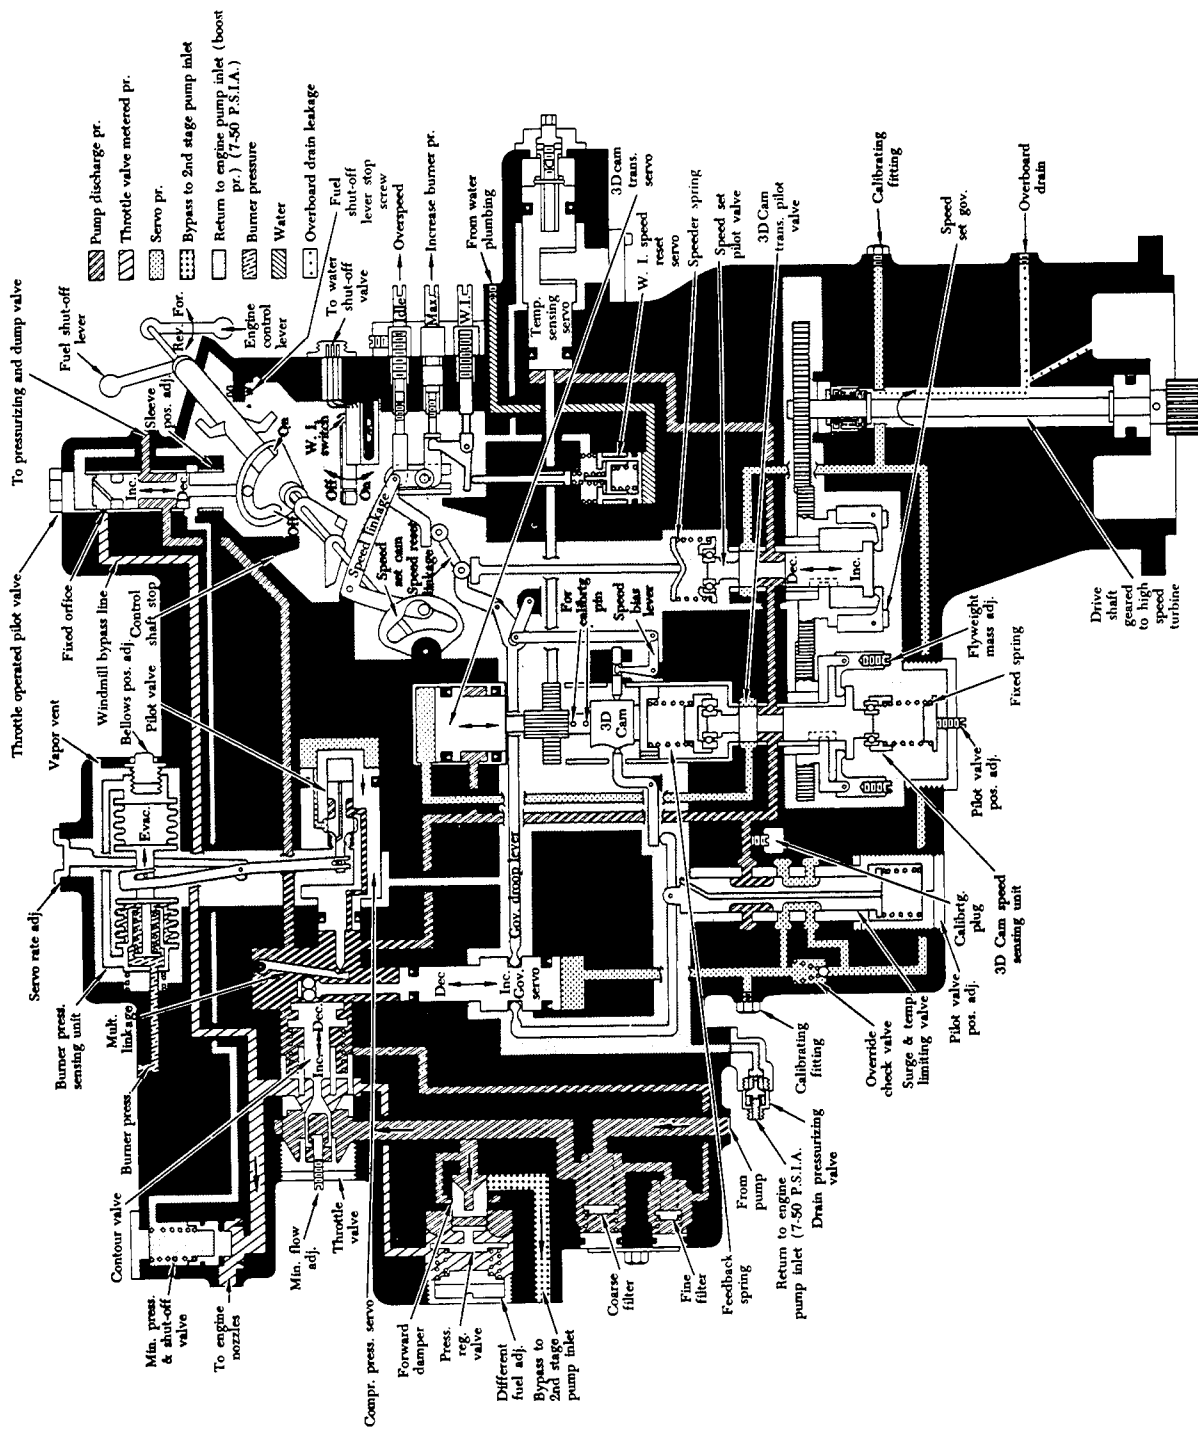 To pressurizing and dump valve
Throttle operated pilot valve
Vapor vent
Servo rate adj.
Burner press.
sensing unit
Mult.
linkage
Burner press.
Contour valve
Min. press.
& shut-off
valve
To engine
nozzles
Fixed orfice
Windmill bypass line
Bellows pos. adj.
Control
shaft stop
Pilot valve
Evac.
Sleeve
pos. adj.
Inc.
Dec.
Fuel shut-off
lever
Rev. For.
Engine
control
lever
On
Off
Pump discharge pr.
Throttle valve metered pr.
Servo pr.
Bypass to 2nd stage pump inlet
Return to engine pump inlet (boost
pr.) (7-50 P.S.I.A.)
Burner pressure
Water
Overboard drain leakage
Fuel
shut-off
lever stop
screw
To water
shut-off
valve
W. I.
switch
Off
On
Idle
Overspeed
Max.
Increase burner pr.
W.I.
From water
plumbing
Speed linkage
Speed
set cam
Speed reset
linkage
Temp.
sensing
servo
3D cam
trans.
servo
W. I. speed
reset
servo
Speeder spring
Speed set
pilot valve
3D Cam
trans. pilot
valve
Calibrating
fitting
Speed
set gov.
Overboard
drain
For
calibrtg
pin
Speed
bias
lever
3D
Cam
Dec.
Inc.
Gov. droop lever
Dec
Inc.
Gov.
servo
Inc.
Dec.
Min. flow
adj.
Throttle
valve
Compr. press. servo
Forward
damper
Press.
reg.
valve
Different
fuel adj.
Bypass to
2nd stage
pump inlet
Coarse
filter
Fine
filter
Feedback
spring
From
pump
Return to engine
pump inlet (7-50 P.S.I.A.
Drain pressurizing
valve
Calibrating
fitting
Override
check valve
Surge & temp.
limiting valve
Pilot valve
pos. adj.
Calibrtg.
plug
3D Cam speed
sensing unit
Pilot valve
pos. adj.
Fixed spring
Flyweight
mass adj.
Drive
shaft
geared
to high
speed
turbine